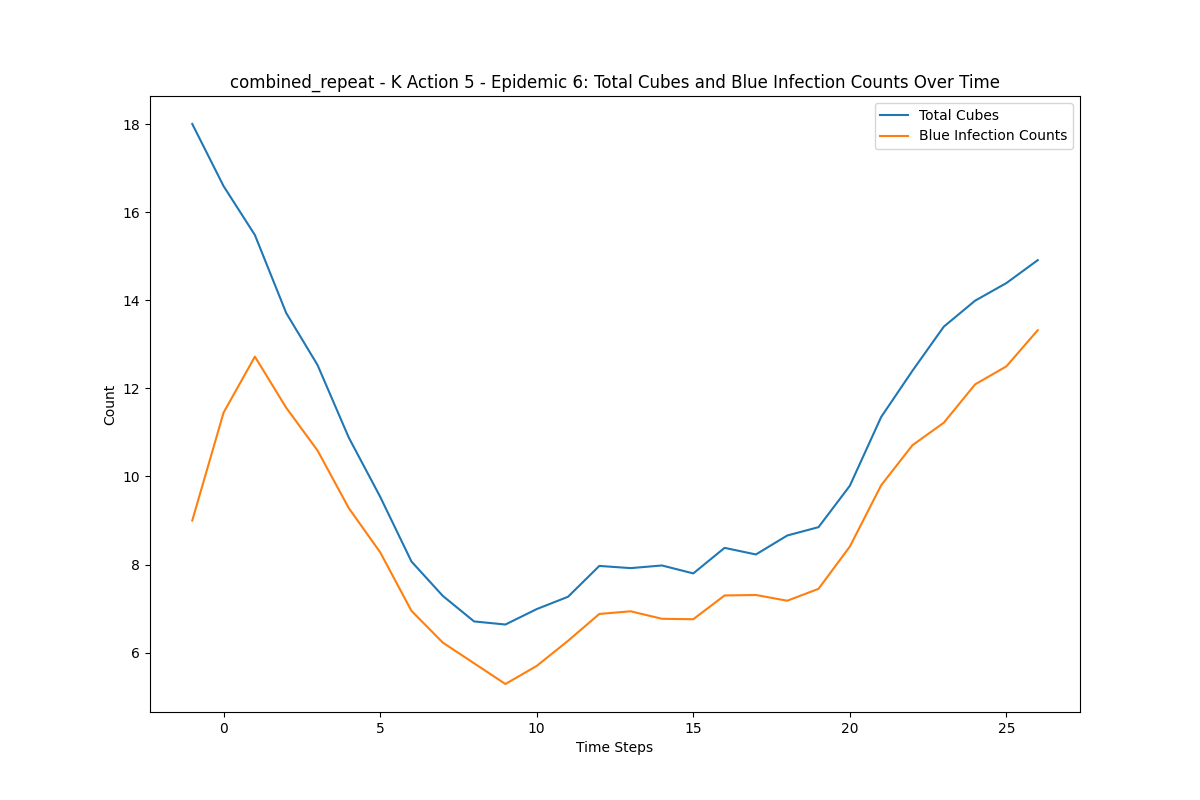 combined_repeat - K Action 5 - Epidemic 6: Total Cubes and Blue Infection Counts Over Time
Total Cubes
Blue Infection Counts
18
16
14
12
10
8
6
Count
0 5 10 15 20 25
Time Steps